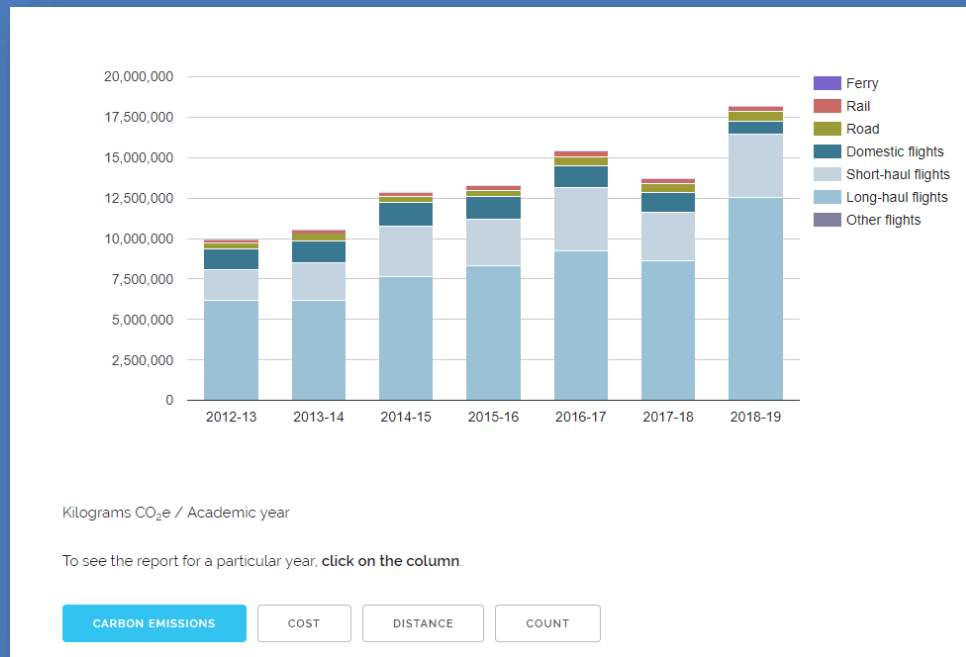 20,000,000
17,500,000
15,000,000
12,500,000
10,000,000
7,500,000
5,000,000
2,500,000
0
2012-13 2013-14 2014-15 2015-16 2016-17 2017-18 2018-19
Ferry
Rail
Road
Domestic flights
Short-haul flights
Long-haul flights
Other flights
Kilograms CO₂e / Academic year
To see the report for a particular year, click on the column.
CARBON EMISSIONS COST DISTANCE COUNT